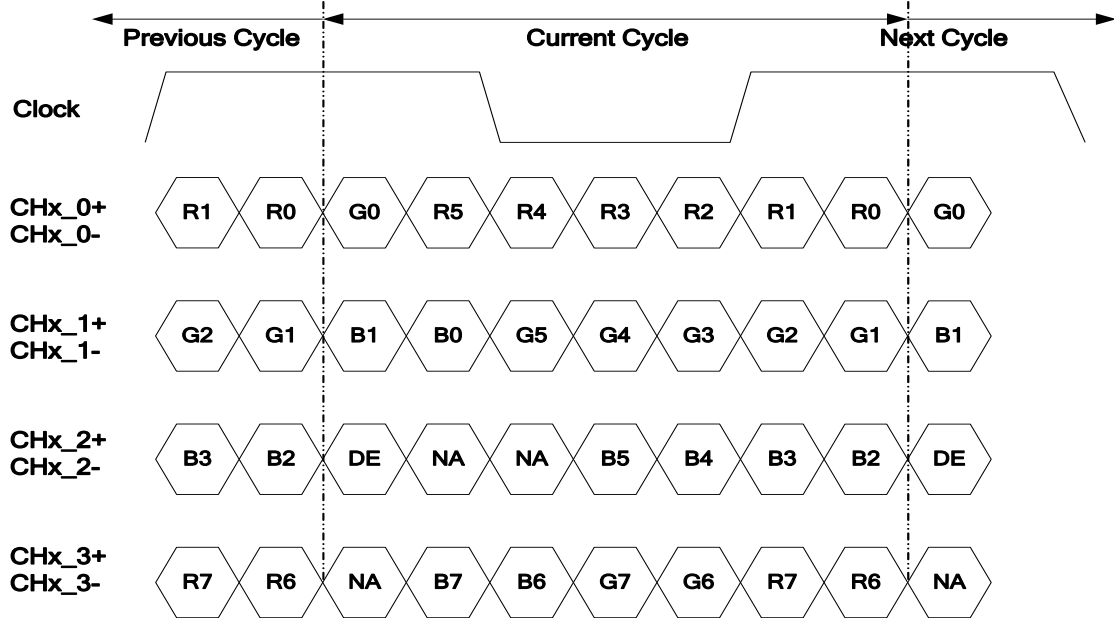 Previous Cycle Current Cycle Next Cycle
Clock
CHx_0+
CHx_0-
R1 R0 G0 R5 R4 R3 R2 R1 R0 G0
CHx_1+
CHx_1-
G2 G1 B1 B0 G5 G4 G3 G2 G1 B1
CHx_2+
CHx_2-
B3 B2 DE NA NA B5 B4 B3 B2 DE
CHx_3+
CHx_3-
R7 R6 NA B7 B6 G7 G6 R7 R6 NA